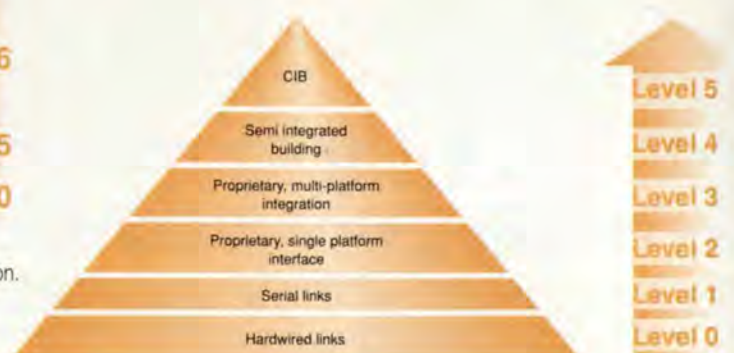 6
5
0
on.
CIB
Semi integrated
building
Proprietary, multi-platform
integration
Proprietary, single platform
interface
Serial links
Hardwired links
Level 5
Level 4
Level 3
Level 2
Level 1
Level 0